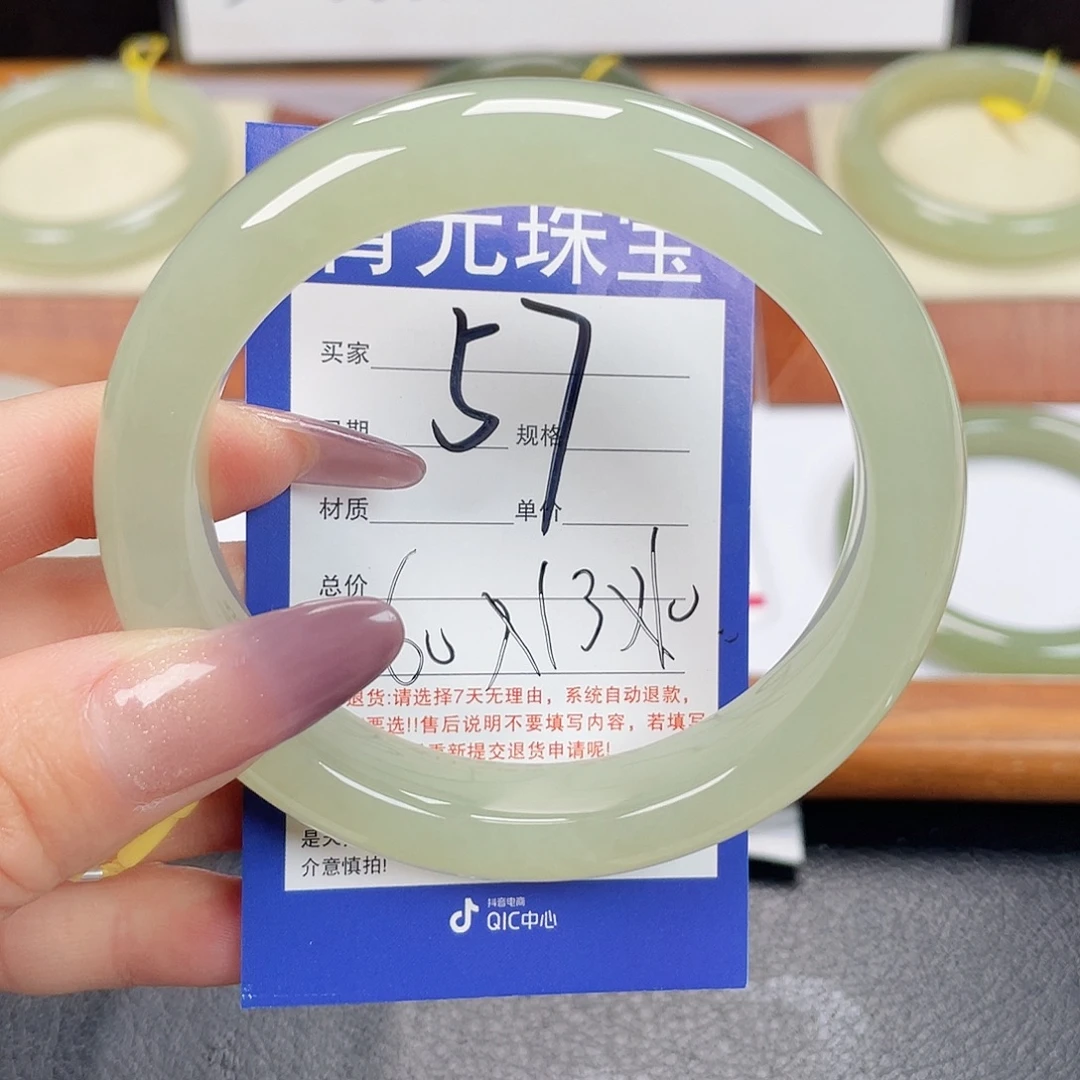 元珠宝
57
买家
期 规格
材质 单价
总价
60X13X10
退货:请选择7天无理由，系统自动退款，
要选!!售后说明不要填写内容，若填写
重新提交退货申请呢!
介意慎拍!
抖音电商
QIC中心